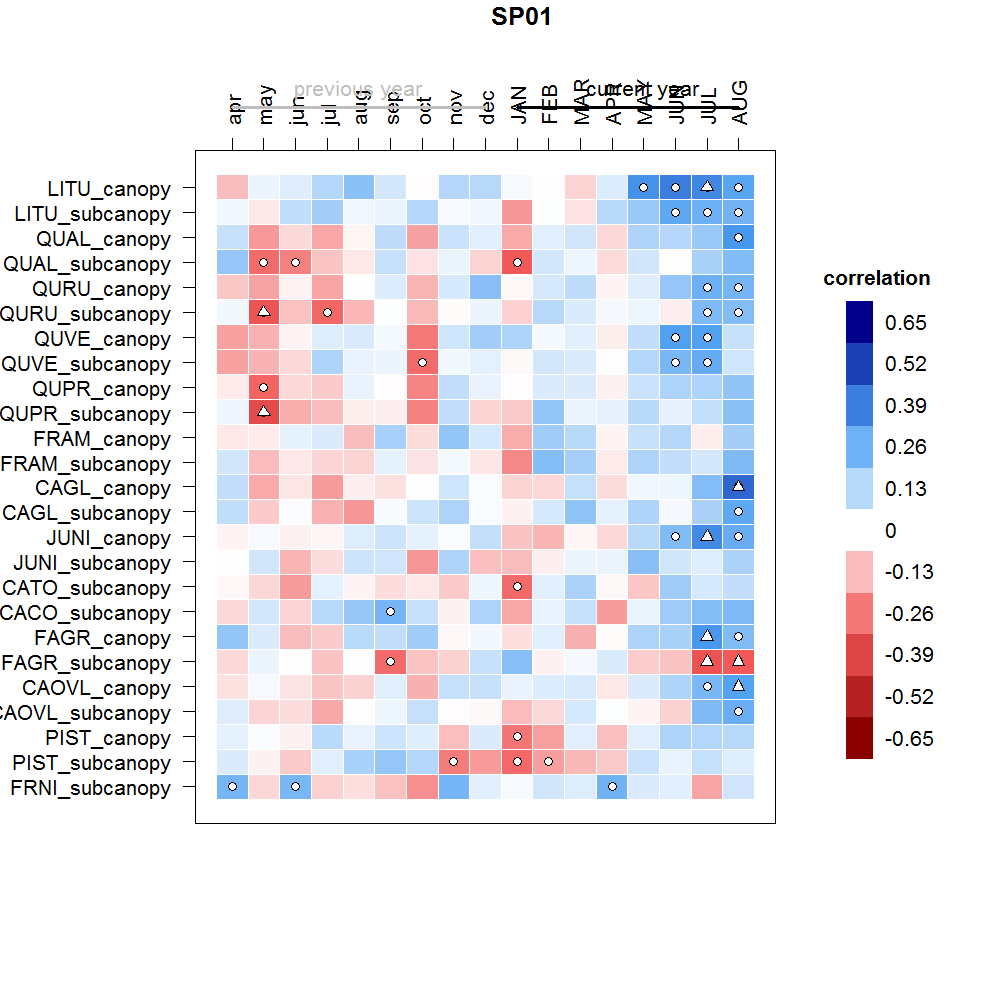 SP01
previous year
current year
apr
may
jun
jul
aug
sep
oct
nov
dec
JAN
FEB
MAR
APR
MAY
JUN
JUL
AUG
LITU_canopy
LITU_subcanopy
QUAL_canopy
QUAL_subcanopy
QURU_canopy
QURU_subcanopy
QUVE_canopy
QUVE_subcanopy
QUPR_canopy
QUPR_subcanopy
FRAM_canopy
FRAM_subcanopy
CAGL_canopy
CAGL_subcanopy
JUNI_canopy
JUNI_subcanopy
CATO_subcanopy
CACO_subcanopy
FAGR_canopy
FAGR_subcanopy
CAOVL_canopy
CAOVL_subcanopy
PIST_canopy
PIST_subcanopy
FRNI_subcanopy
correlation
0.65
0.52
0.39
0.26
0.13
0
-0.13
-0.26
-0.39
-0.52
-0.65